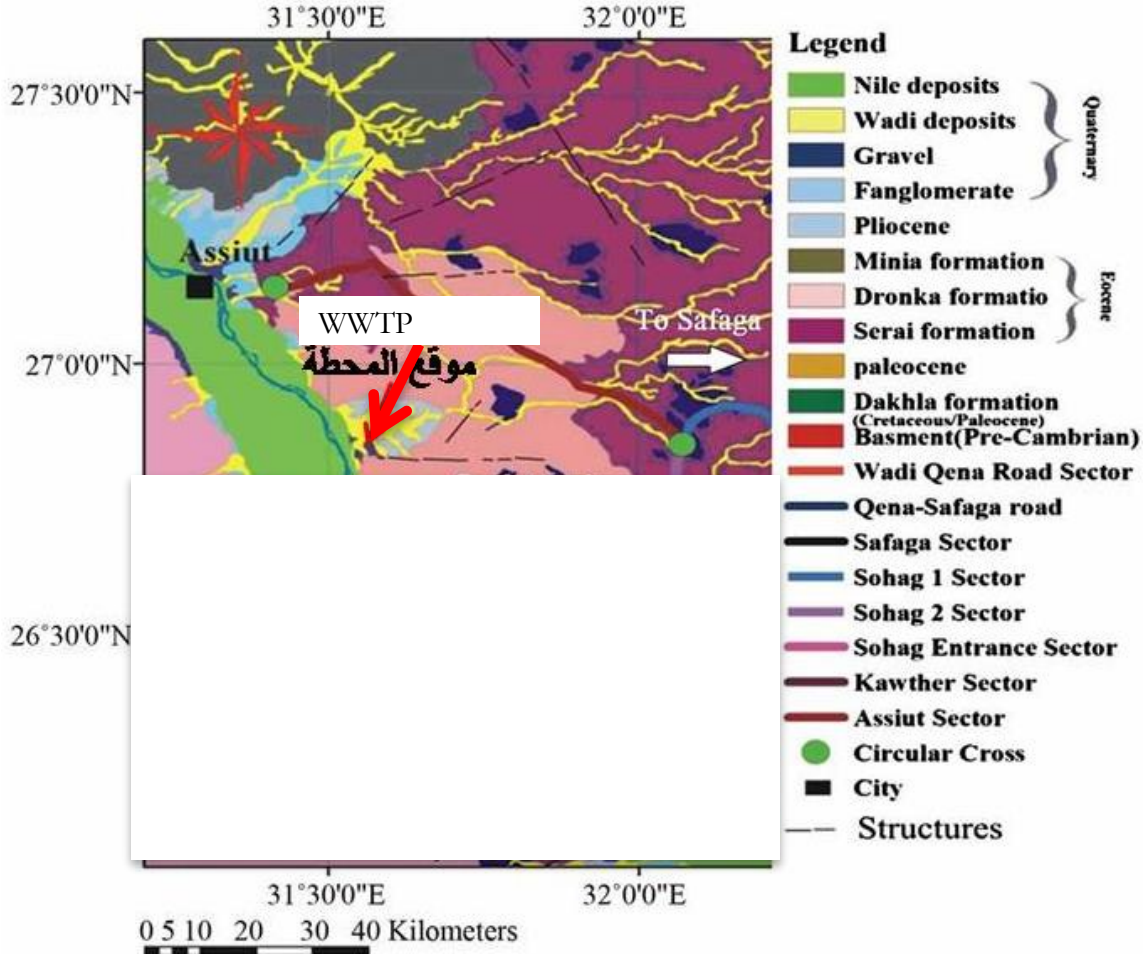 31°30'0"E
32°0'0"E
27°30'0"N
27°0'0"N
26°30'0"N
Assiut
WWTP
موقع المحطة
To Safaga
31°30'0"E
32°0'0"E
0 5 10 20 30 40 Kilometers
Legend
Nile deposits
Wadi deposits
Gravel
Fanglomerate
Quaternary
Pliocene
Minia formation
Dronka formatio
Serai formation
Eocene
paleocene
Dakhla formation
(Cretaceous/Paleocene)
Basment(Pre-Cambrian)
Wadi Qena Road Sector
Qena-Safaga road
Safaga Sector
Sohag 1 Sector
Sohag 2 Sector
Sohag Entrance Sector
Kawther Sector
Assiut Sector
Circular Cross
City
Structures